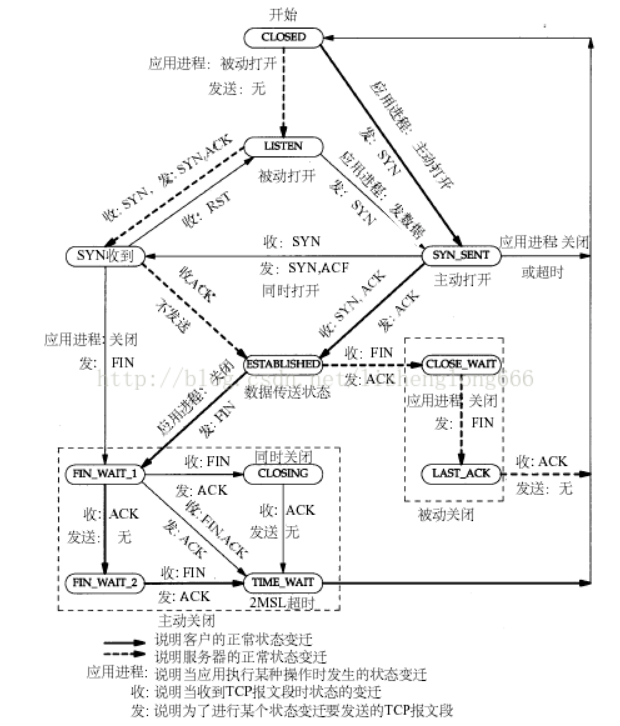 开始
CLOSED
应用进程：被动打开
发送：无
应用进程：主动打开
发：SYN
LISTEN
被动打开
收：SYN，发：SYN,ACK
收：RST
应用进程：发数据
发：SYN
SYN收到
收：SYN
发：SYN,ACF
同时打开
SYN_SENT
主动打开
应用进程 关闭
或超时
收ACK
不发送
收：SYN, ACK
发：ACK
应用进程：关闭
发：FIN
ESTABLISHED
数据传送状态
收：FIN
发：ACK
CLOSE_WAIT
应用进程 关闭
发： FIN
LAST_ACK
收：ACK
发送：无
被动关闭
应用进程：关闭
发：FIN
FIN_WAIT_1
收：FIN
发：ACK
同时关闭
CLOSING
收：ACK
发送： 无
收：FIN,ACK
发：ACK
收： ACK
发送 无
FIN_WAIT_2
收：FIN
发：ACK
TIME_WAIT
2MSL超时
主动关闭
说明客户的正常状态变迁
说明服务器的正常状态变迁
应用进程：说明当应用执行某种操作时发生的状态变迁
收：说明当收到TCP报文段时状态的变迁
发：说明为了进行某个状态变迁要发送的TCP报文段